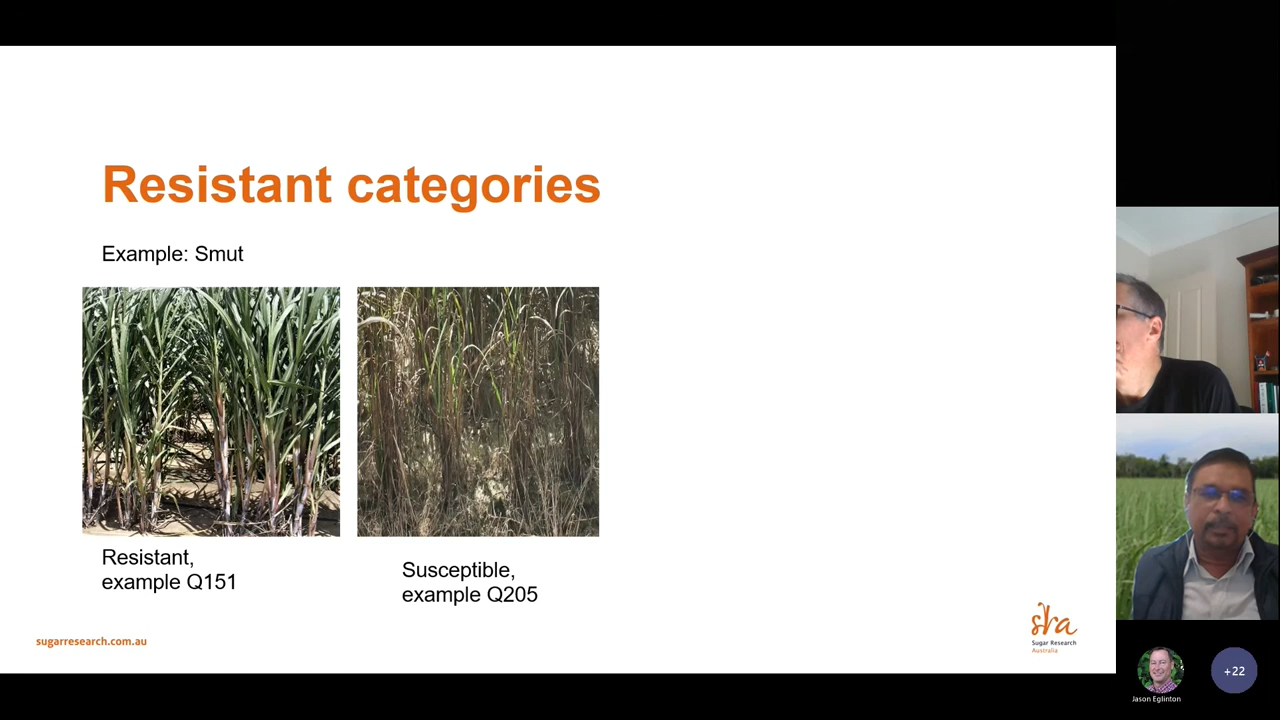 Resistant categories
Example: Smut
Resistant,
example Q151
Susceptible,
example Q205
sugarresearch.com.au
sra
Sugar Research
Australia
Jason Eglinton
+22